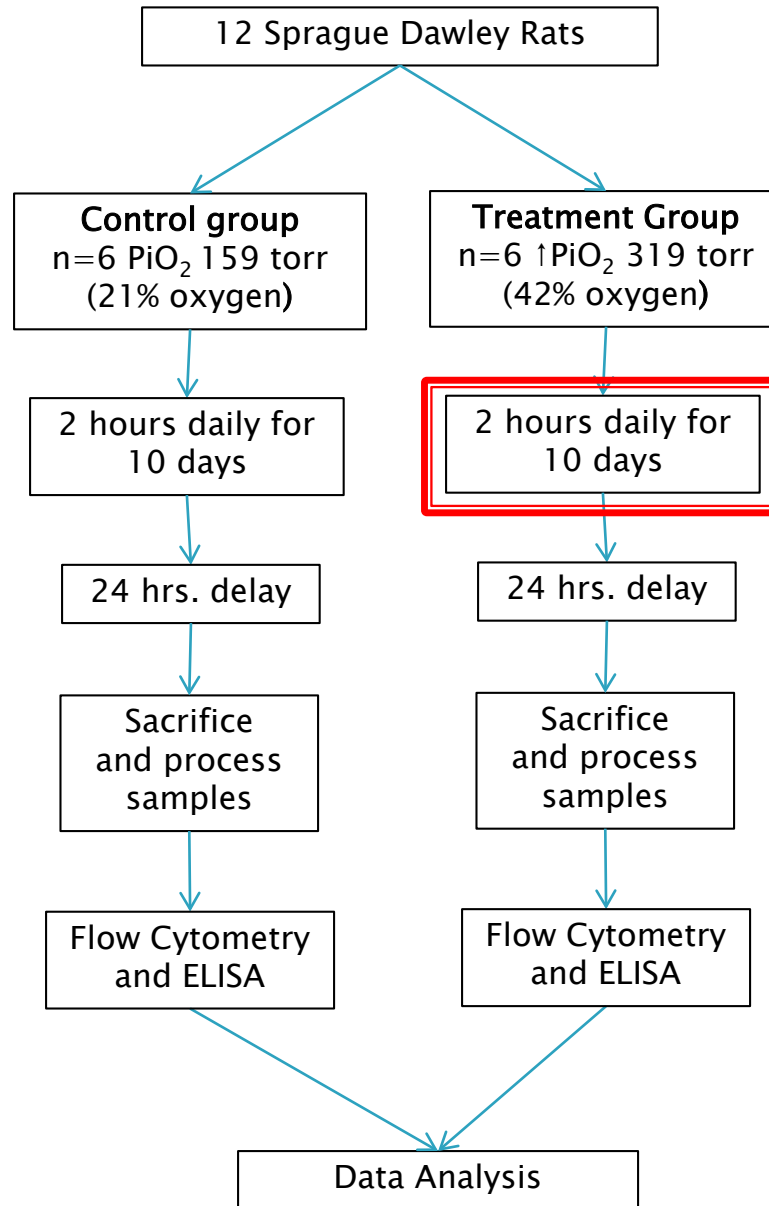 12 Sprague Dawley Rats
Control group
n=6 PiO₂ 159 torr
(21% oxygen)
Treatment Group
n=6 ↑PiO₂ 319 torr
(42% oxygen)
2 hours daily for
10 days
2 hours daily for
10 days
24 hrs. delay
24 hrs. delay
Sacrifice
and process
samples
Sacrifice
and process
samples
Flow Cytometry
and ELISA
Flow Cytometry
and ELISA
Data Analysis